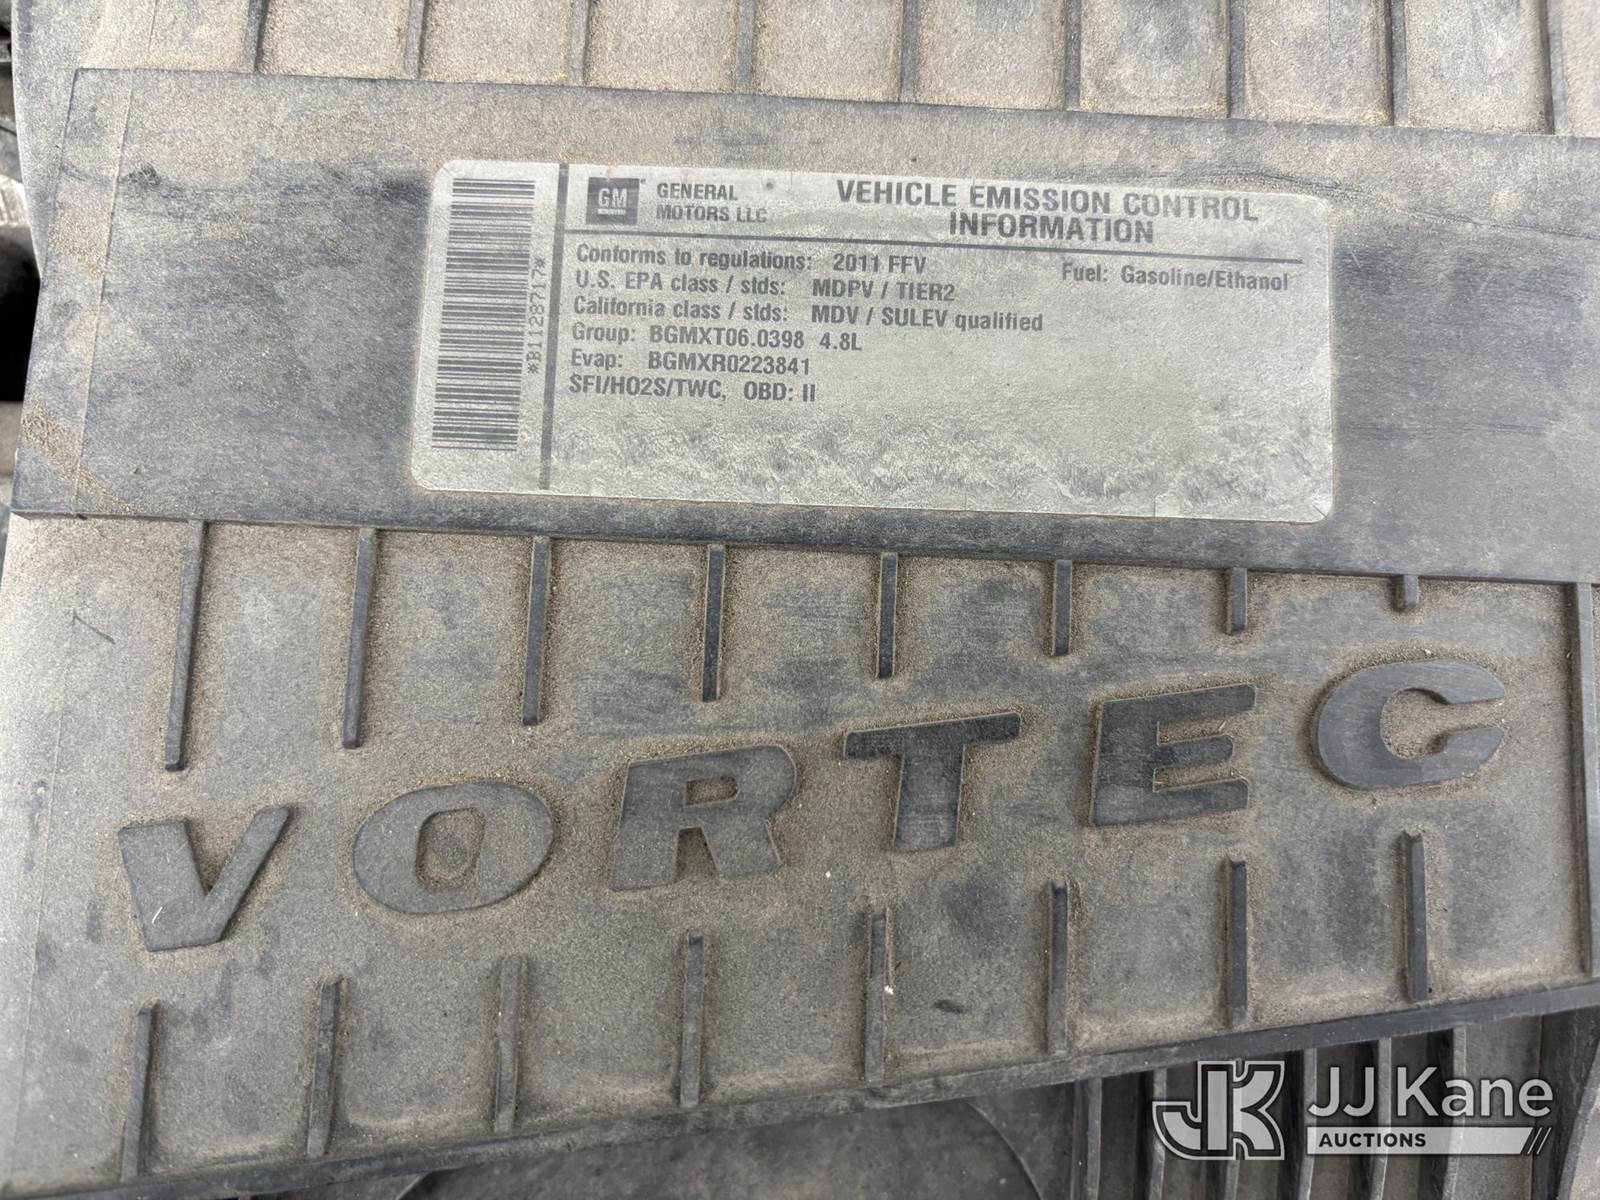 GM
GENERAL
MOTORS LLC
VEHICLE EMISSION CONTROL
INFORMATION
Conforms to regulations: 2011 FFV
Fuel: Gasoline/Ethanol
U.S. EPA class / stds: MDPV / TIER2
California class / stds: MDV / SULEV qualified
Group: BGMXT06.0398 4.8L
Evap: BGMXR0223841
SFI/HO2S/TWC, OBD: II
*B1128717*
VORTEC
JK JJ Kane
AUCTIONS